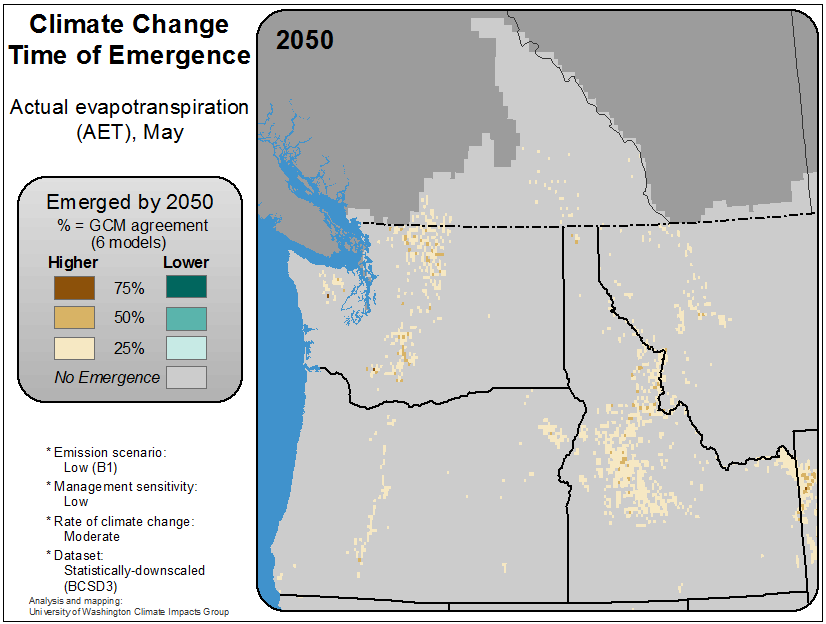 Climate Change
Time of Emergence
Actual evapotranspiration
(AET), May
Emerged by 2050
% = GCM agreement
(6 models)
Higher Lower
75%
50%
25%
No Emergence
* Emission scenario:
Low (B1)
* Management sensitivity:
Low
* Rate of climate change:
Moderate
* Dataset:
Statistically-downscaled
(BCSD3)
Analysis and mapping:
University of Washington Climate Impacts Group
2050